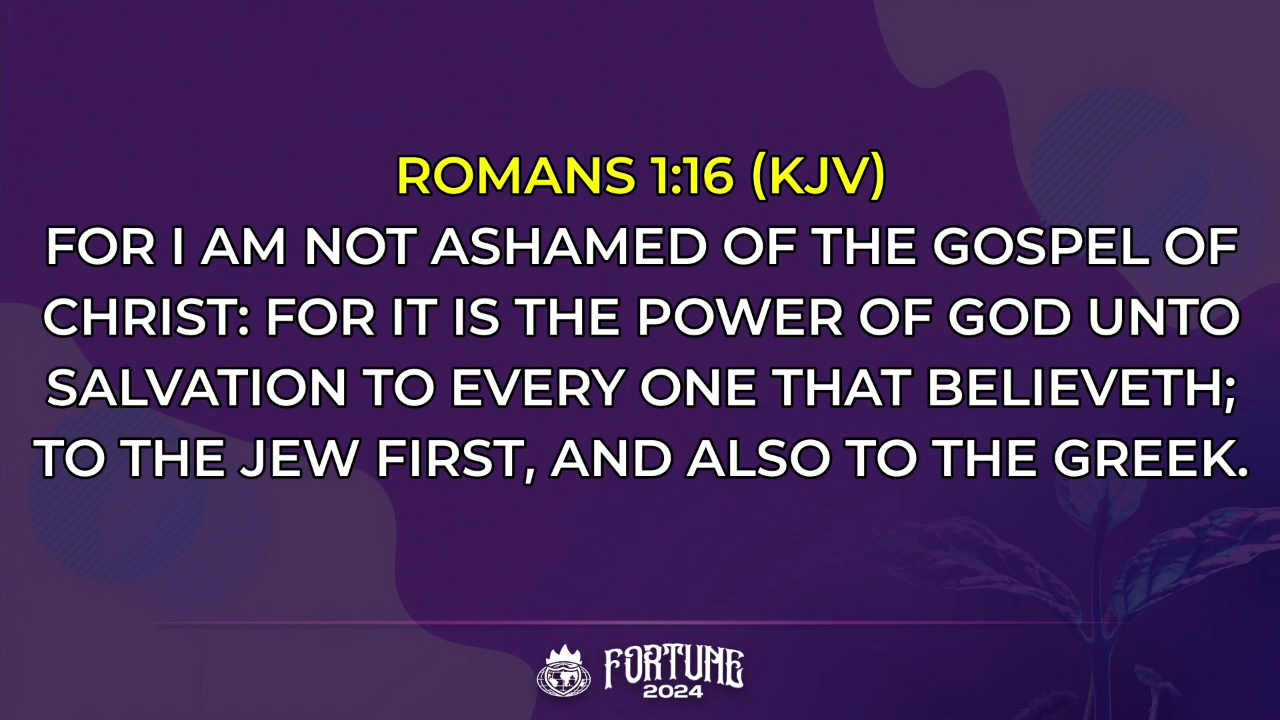 ROMANS 1:16 (KJV)
FOR I AM NOT ASHAMED OF THE GOSPEL OF
CHRIST: FOR IT IS THE POWER OF GOD UNTO
SALVATION TO EVERY ONE THAT BELIEVETH;
TO THE JEW FIRST, AND ALSO TO THE GREEK.
FORTUNE
2024